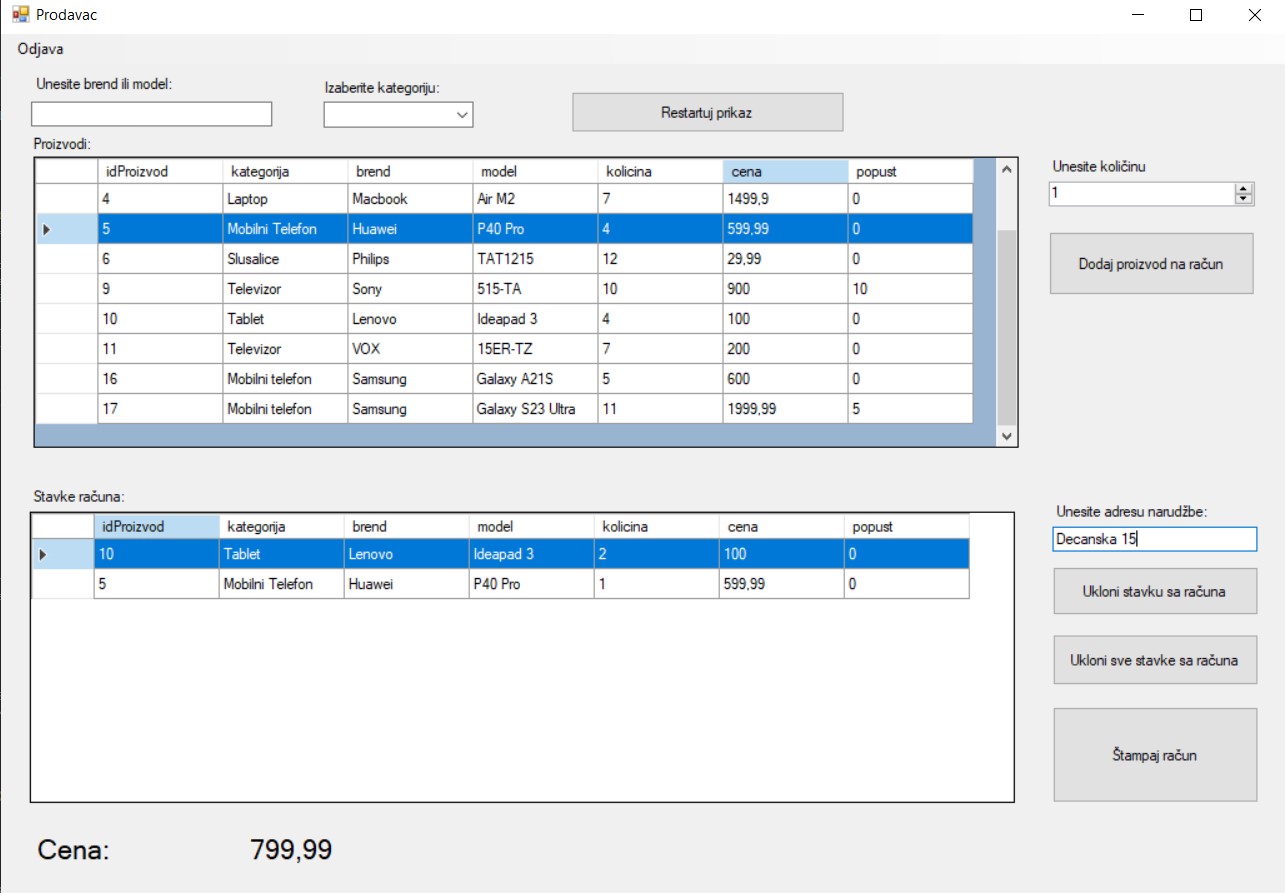 Prodavac
Odjava
Unesite brend ili model:
Izaberite kategoriju:
Restartuj prikaz
Proizvodi:
idProizvod kategorija brend model kolicina cena popust
4 Laptop Macbook Air M2 7 1499,9 0
5 Mobilni Telefon Huawei P40 Pro 4 599,99 0
6 Slusalice Philips TAT1215 12 29,99 0
9 Televizor Sony 515-TA 10 900 10
10 Tablet Lenovo Ideapad 3 4 100 0
11 Televizor VOX 15ER-TZ 7 200 0
16 Mobilni telefon Samsung Galaxy A21S 5 600 0
17 Mobilni telefon Samsung Galaxy S23 Ultra 11 1999,99 5
Unesite količinu
1
Dodaj proizvod na račun
Stavke računa:
idProizvod kategorija brend model kolicina cena popust
10 Tablet Lenovo Ideapad 3 2 100 0
5 Mobilni Telefon Huawei P40 Pro 1 599,99 0
Unesite adresu narudžbe:
Decanska 15
Ukloni stavku sa računa
Ukloni sve stavke sa računa
Štampaj račun
Cena: 799,99